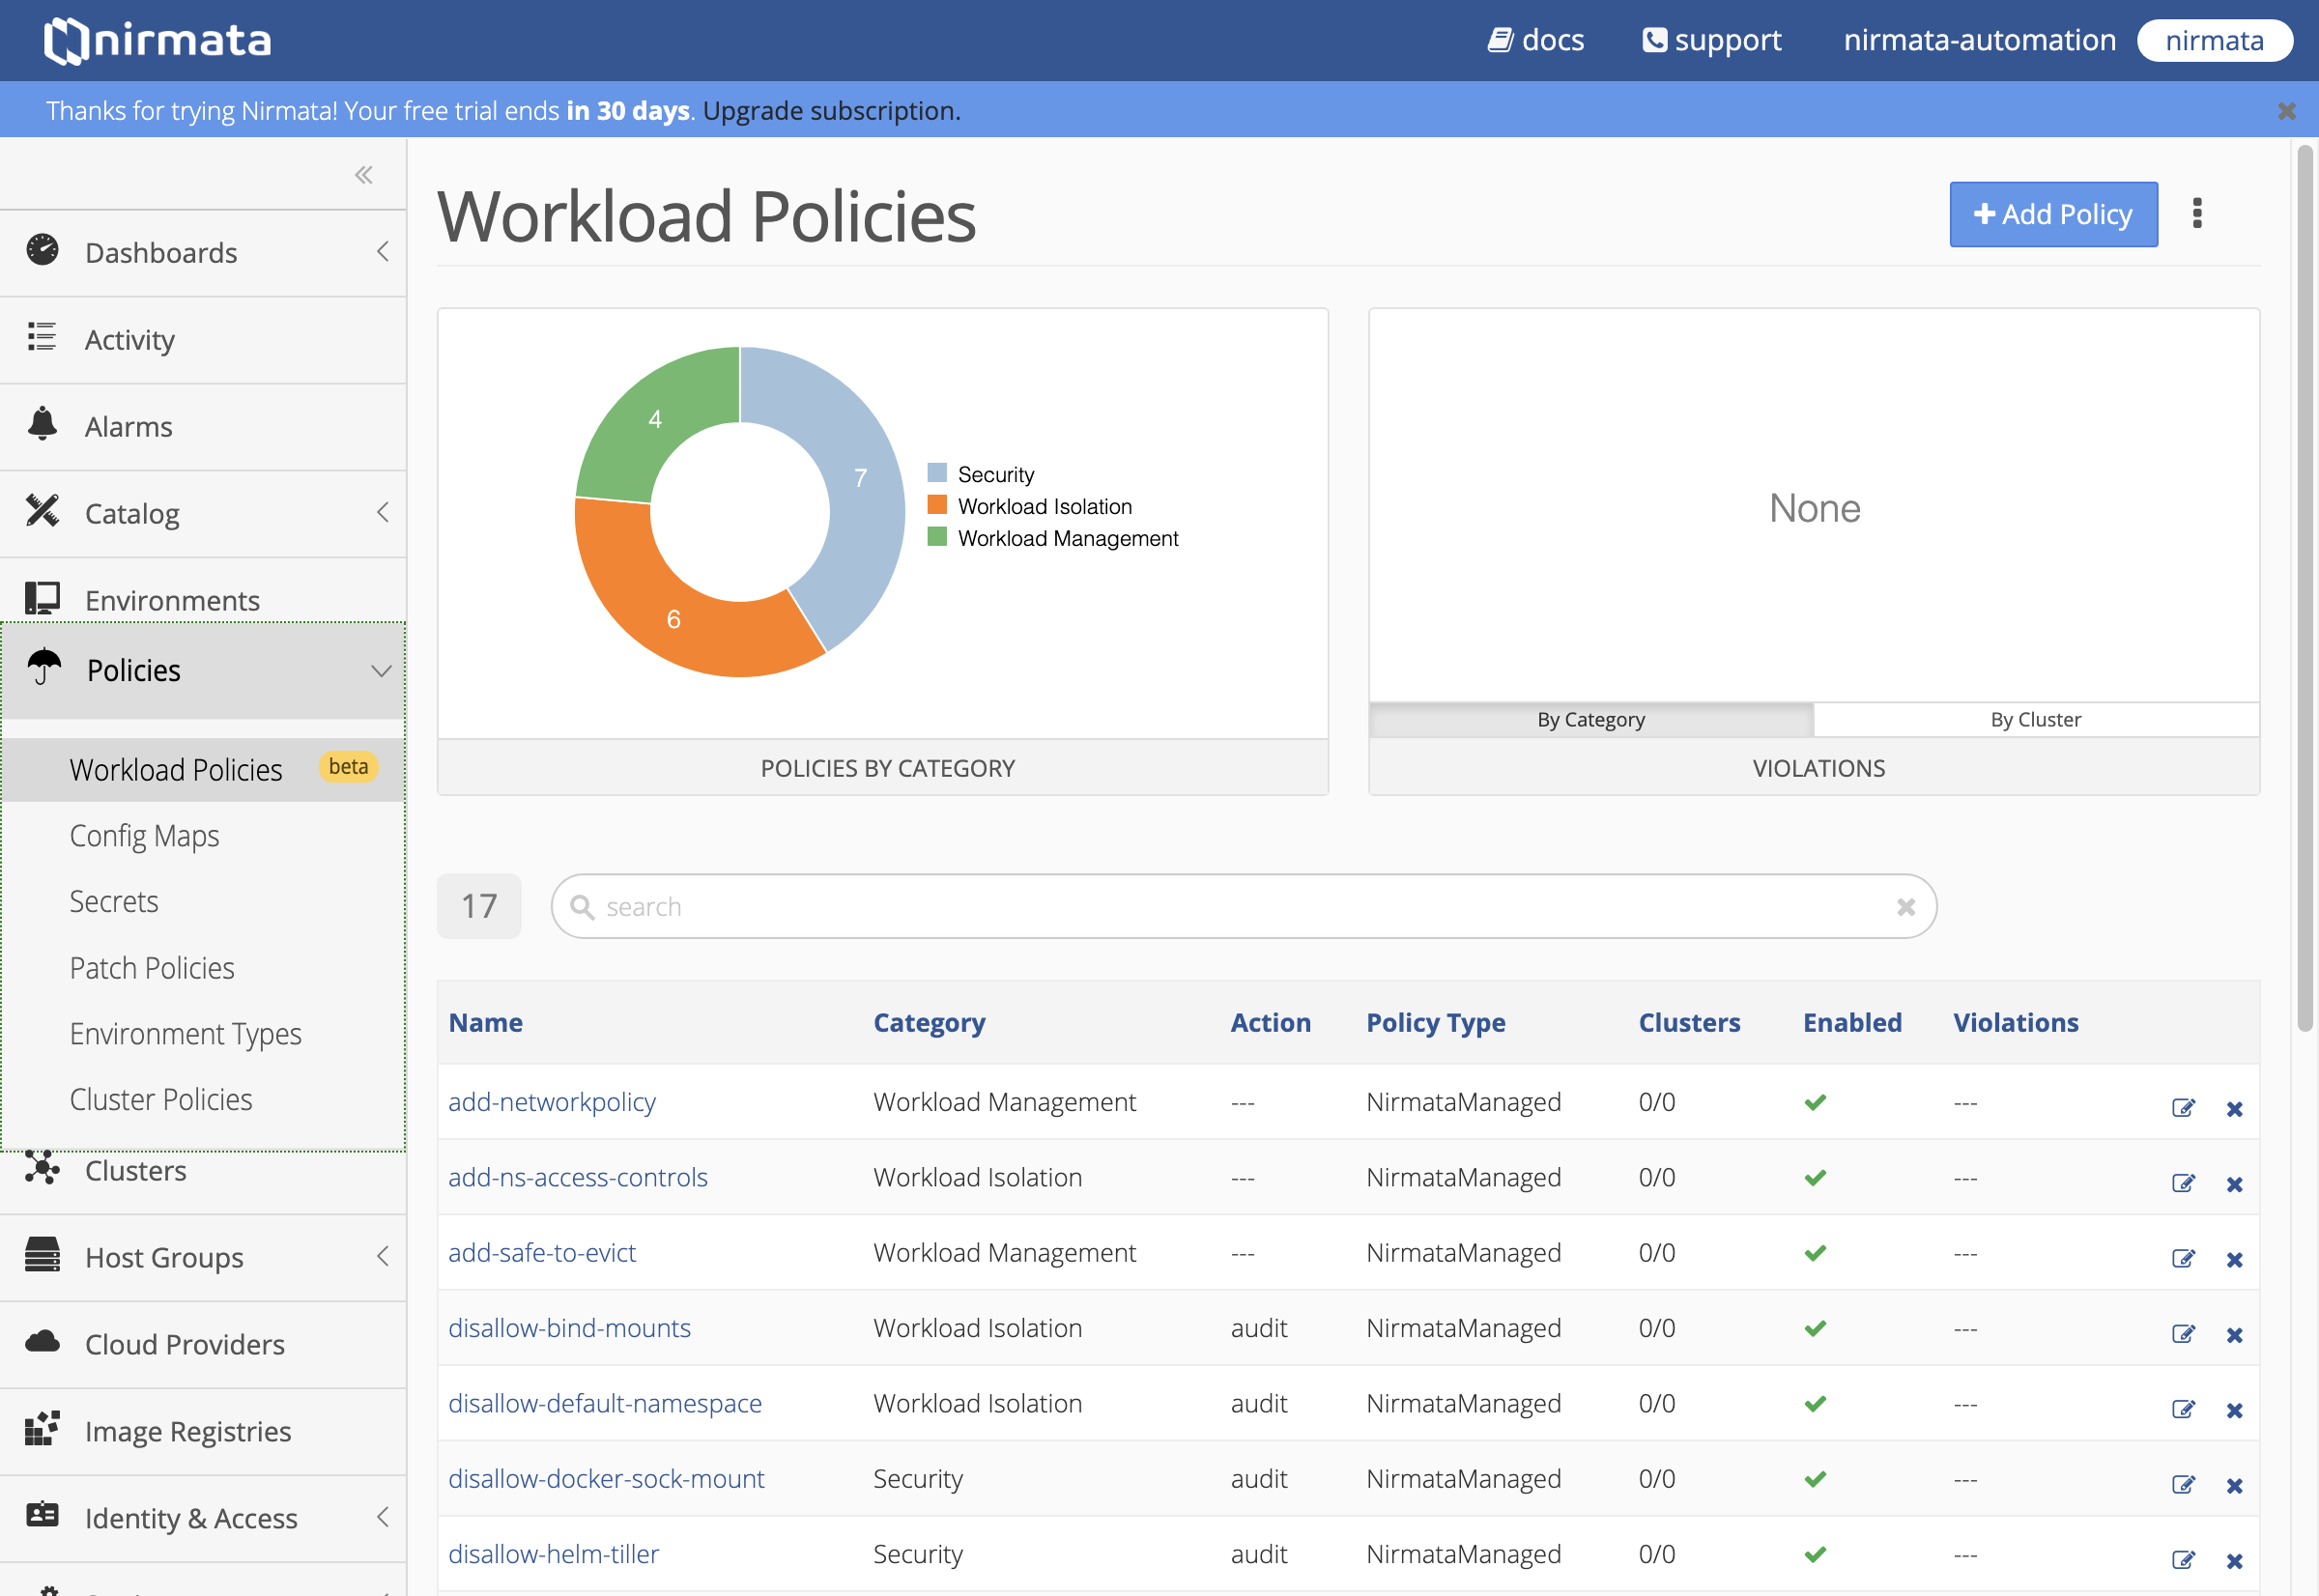 nirmata
docs support nirmata-automation nirmata
Thanks for trying Nirmata! Your free trial ends in 30 days. Upgrade subscription.
Dashboards
Activity
Alarms
Catalog
Environments
Policies
Workload Policies beta
Config Maps
Secrets
Patch Policies
Environment Types
Cluster Policies
Clusters
Host Groups
Cloud Providers
Image Registries
Identity & Access
Workload Policies
Add Policy
4
7
6
Security
Workload Isolation
Workload Management
POLICIES BY CATEGORY
None
By Category By Cluster
VIOLATIONS
17 search
Name Category Action Policy Type Clusters Enabled Violations
add-networkpolicy Workload Management --- NirmataManaged 0/0 ---
add-ns-access-controls Workload Isolation --- NirmataManaged 0/0 ---
add-safe-to-evict Workload Management --- NirmataManaged 0/0 ---
disallow-bind-mounts Workload Isolation audit NirmataManaged 0/0 ---
disallow-default-namespace Workload Isolation audit NirmataManaged 0/0 ---
disallow-docker-sock-mount Security audit NirmataManaged 0/0 ---
disallow-helm-tiller Security audit NirmataManaged 0/0 ---